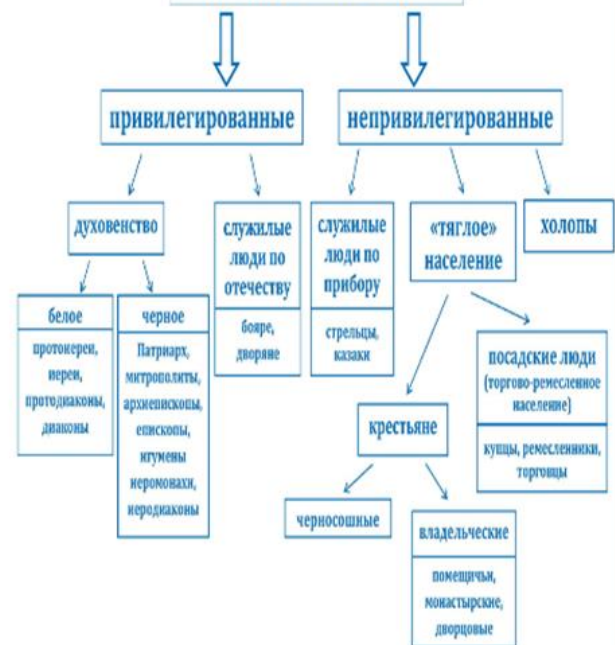 привилегированные
непривилегированные
духовенство
служилые
люди по
отечеству
бояре,
дворяне
служилые
люди по
прибору
стрельцы,
казаки
«тяглое»
население
холопы
белое
протоиереи,
иереи,
протодиаконы,
диаконы
черное
Патриарх,
митрополиты,
архиепископы,
епископы,
игумены
иеромонахи,
иеродиаконы
посадские люди
(торгово-ремесленное
население)
купцы, ремесленники,
торговцы
крестьяне
черносошные
владельческие
помещичьи,
монастырские,
дворцовые